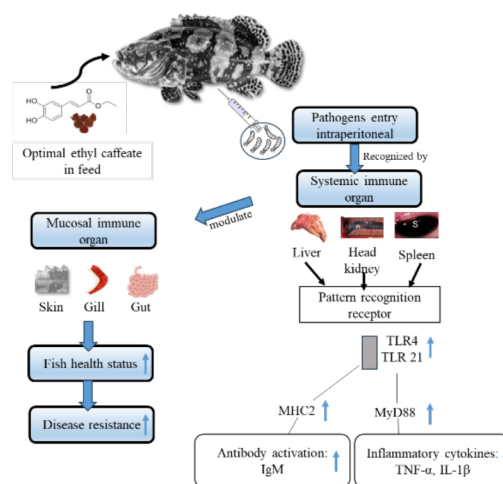 O
HO
O
HO
Optimal ethyl caffeate
in feed
Pathogens entry
intraperitoneal
Recognized by
Systemic immune
organ
modulate
Mucosal immune
organ
Liver
Head
kidney
Spleen
S
Skin
Gill
Gut
Pattern recognition
receptor
Fish health status
TLR4
TLR 21
MHC2
MyD88
Disease resistance
Antibody activation:
IgM
Inflammatory cytokines:
TNF-α, IL-1β